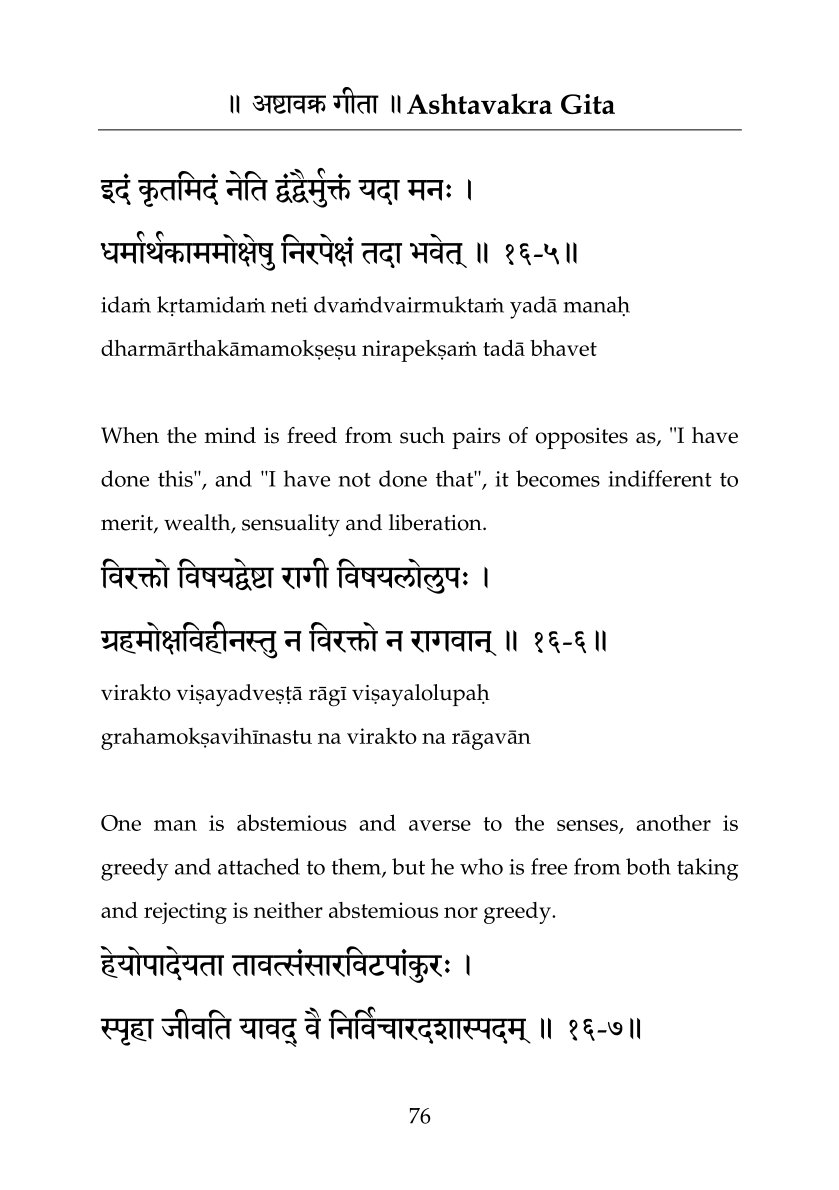 ॥ अष्टावक्र गीता ॥ Ashtavakra Gita
इदं कृतमिदं नेति द्वंद्वैर्मुक्तं यदा मनः ।
धर्मार्थकाममोक्षेषु निरपेक्षं तदा भवेत् ॥ १६-५॥
idaṁ kṛtamidaṁ neti dvaṁdvairmuktaṁ yadā manaḥ
dharmārthakāmamokṣeṣu nirapekṣaṁ tadā bhavet
When the mind is freed from such pairs of opposites as, "I have
done this", and "I have not done that", it becomes indifferent to
merit, wealth, sensuality and liberation.
विरक्तो विषयद्वेष्टा रागी विषयलोलुपः ।
ग्रहमोक्षविहीनस्तु न विरक्तो न रागवान् ॥ १६-६॥
virakto viṣayadveṣṭā rāgī viṣayalolupaḥ
grahamokṣavihīnastu na virakto na rāgavān
One man is abstemious and averse to the senses, another is
greedy and attached to them, but he who is free from both taking
and rejecting is neither abstemious nor greedy.
हेयोपादेयता तावत्संसारविटपांकुरः ।
स्पृहा जीवति यावद् वै निर्विचारदशास्पदम् ॥ १६-७॥
76